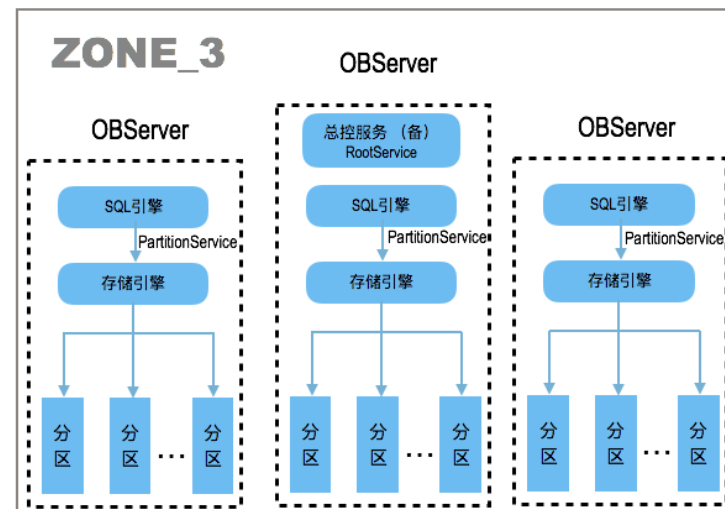 ZONE_3
OBServer
OBServer
OBServer
总控服务 （备）
RootService
SQL引擎
SQL引擎
SQL引擎
PartitionService
PartitionService
PartitionService
存储引擎
存储引擎
存储引擎
分区
分区
...
分区
分区
分区
...
分区
分区
分区
...
分区